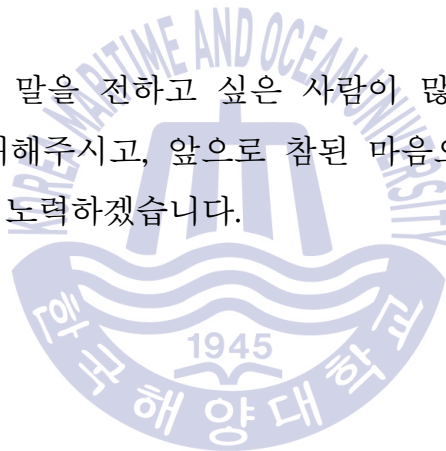 말을 전하고 싶은 사람이 많
해해주시고, 앞으로 참된 마음으
노력하겠습니다.
KOREA MARITIME AND OCEAN UNIVERSITY
1945
한국해양대학교